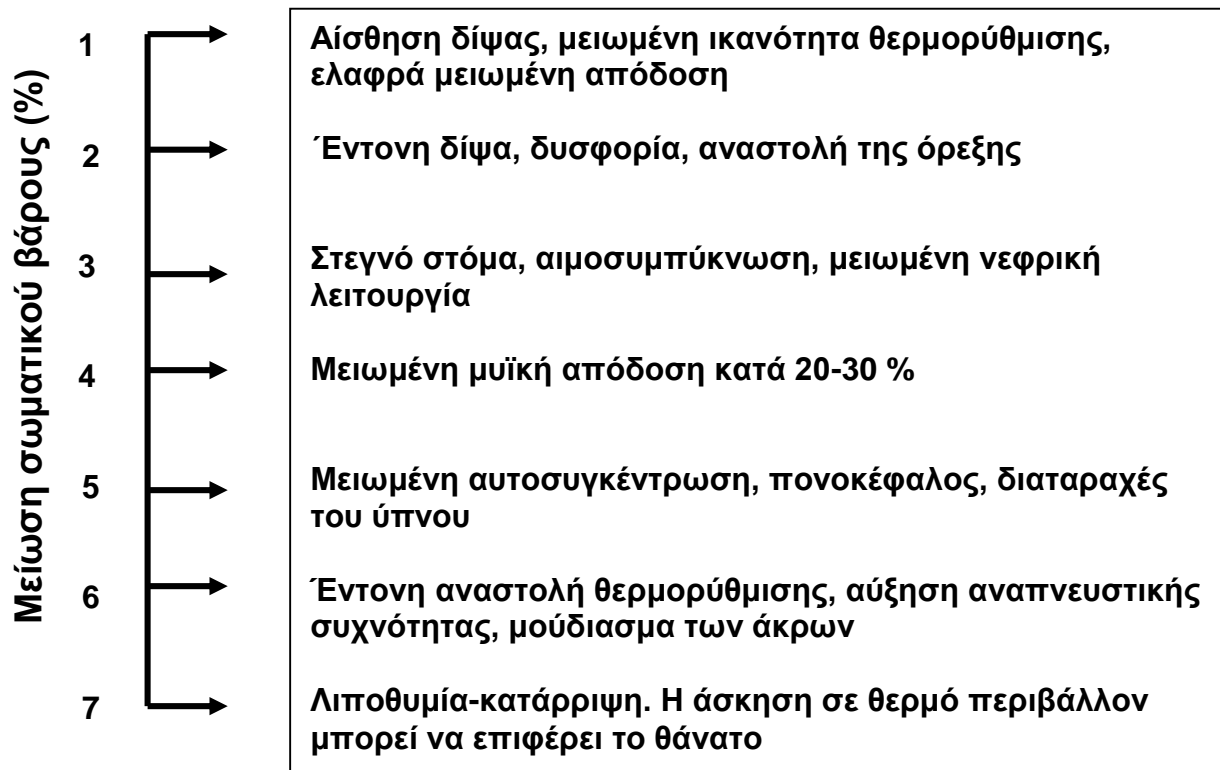 Μείωση σωματικού βάρους (%)
1
Αίσθηση δίψας, μειωμένη ικανότητα θερμορύθμισης,
ελαφρά μειωμένη απόδοση
2
Έντονη δίψα, δυσφορία, αναστολή της όρεξης
3
Στεγνό στόμα, αιμοσυμπύκνωση, μειωμένη νεφρική
λειτουργία
4
Μειωμένη μυϊκή απόδοση κατά 20-30 %
5
Μειωμένη αυτοσυγκέντρωση, πονοκέφαλος, διαταραχές
του ύπνου
6
Έντονη αναστολή θερμορύθμισης, αύξηση αναπνευστικής
συχνότητας, μούδιασμα των άκρων
7
Λιποθυμία-κατάρριψη. Η άσκηση σε θερμό περιβάλλον
μπορεί να επιφέρει το θάνατο